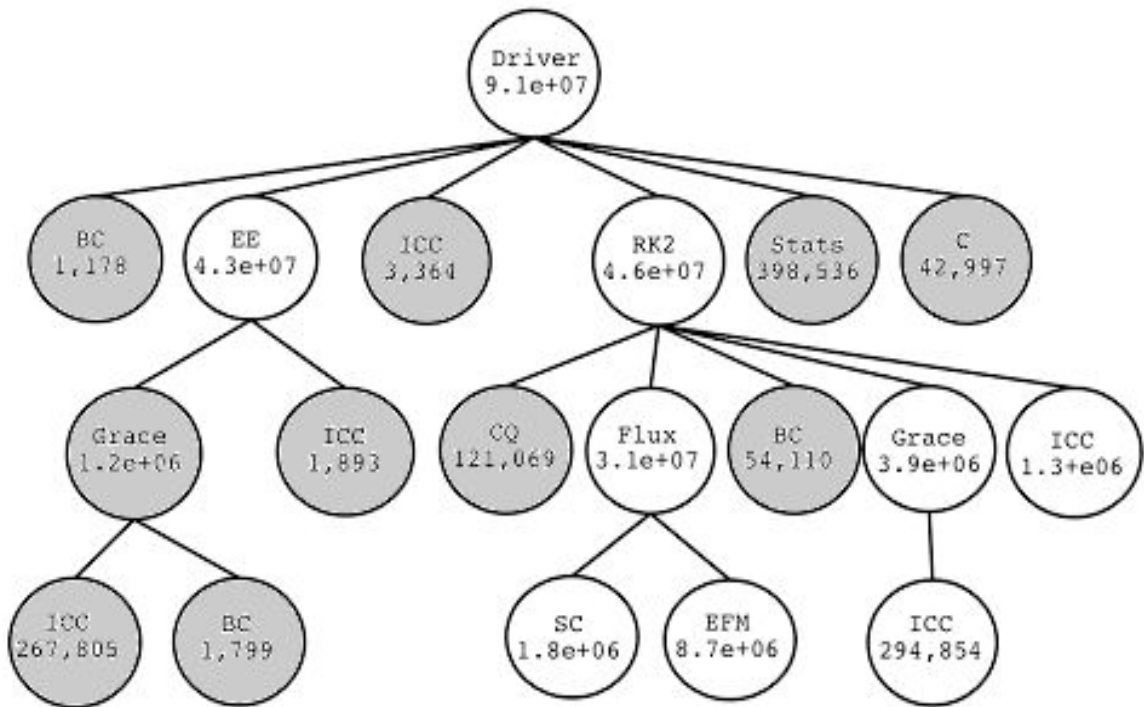 Driver
9.1e+07
BC
1,178
EE
4.3e+07
ICC
3,364
RK2
4.6e+07
Stats
398,536
C
42,997
Grace
1.2e+06
ICC
1,893
CQ
121,069
Flux
3.1e+07
BC
54,110
Grace
3.9e+06
ICC
1.3+e06
ICC
267,805
BC
1,799
SC
1.8e+06
EFM
8.7e+06
ICC
294,854